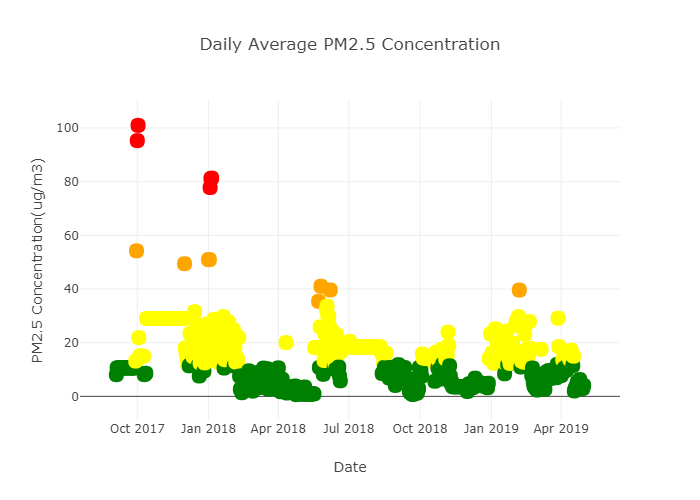 Daily Average PM2.5 Concentration
PM2.5 Concentration(ug/m3)
100
80
60
40
20
0
Oct 2017 Jan 2018 Apr 2018 Jul 2018 Oct 2018 Jan 2019 Apr 2019
Date